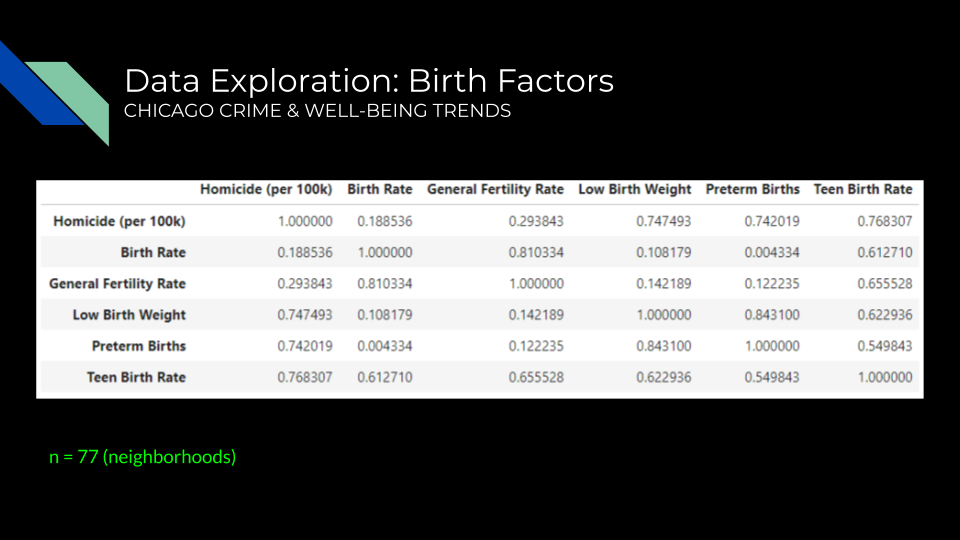 Data Exploration: Birth Factors
CHICAGO CRIME & WELL-BEING TRENDS
Homicide (per 100k) Birth Rate General Fertility Rate Low Birth Weight Preterm Births Teen Birth Rate
Homicide (per 100k) 1.000000 0.188536 0.293843 0.747493 0.742019 0.768307
Birth Rate 0.188536 1.000000 0.810334 0.108179 0.004334 0.612710
General Fertility Rate 0.293843 0.810334 1.000000 0.142189 0.122235 0.655528
Low Birth Weight 0.747493 0.108179 0.142189 1.000000 0.843100 0.622936
Preterm Births 0.742019 0.004334 0.122235 0.843100 1.000000 0.549843
Teen Birth Rate 0.768307 0.612710 0.655528 0.622936 0.549843 1.000000
n = 77 (neighborhoods)